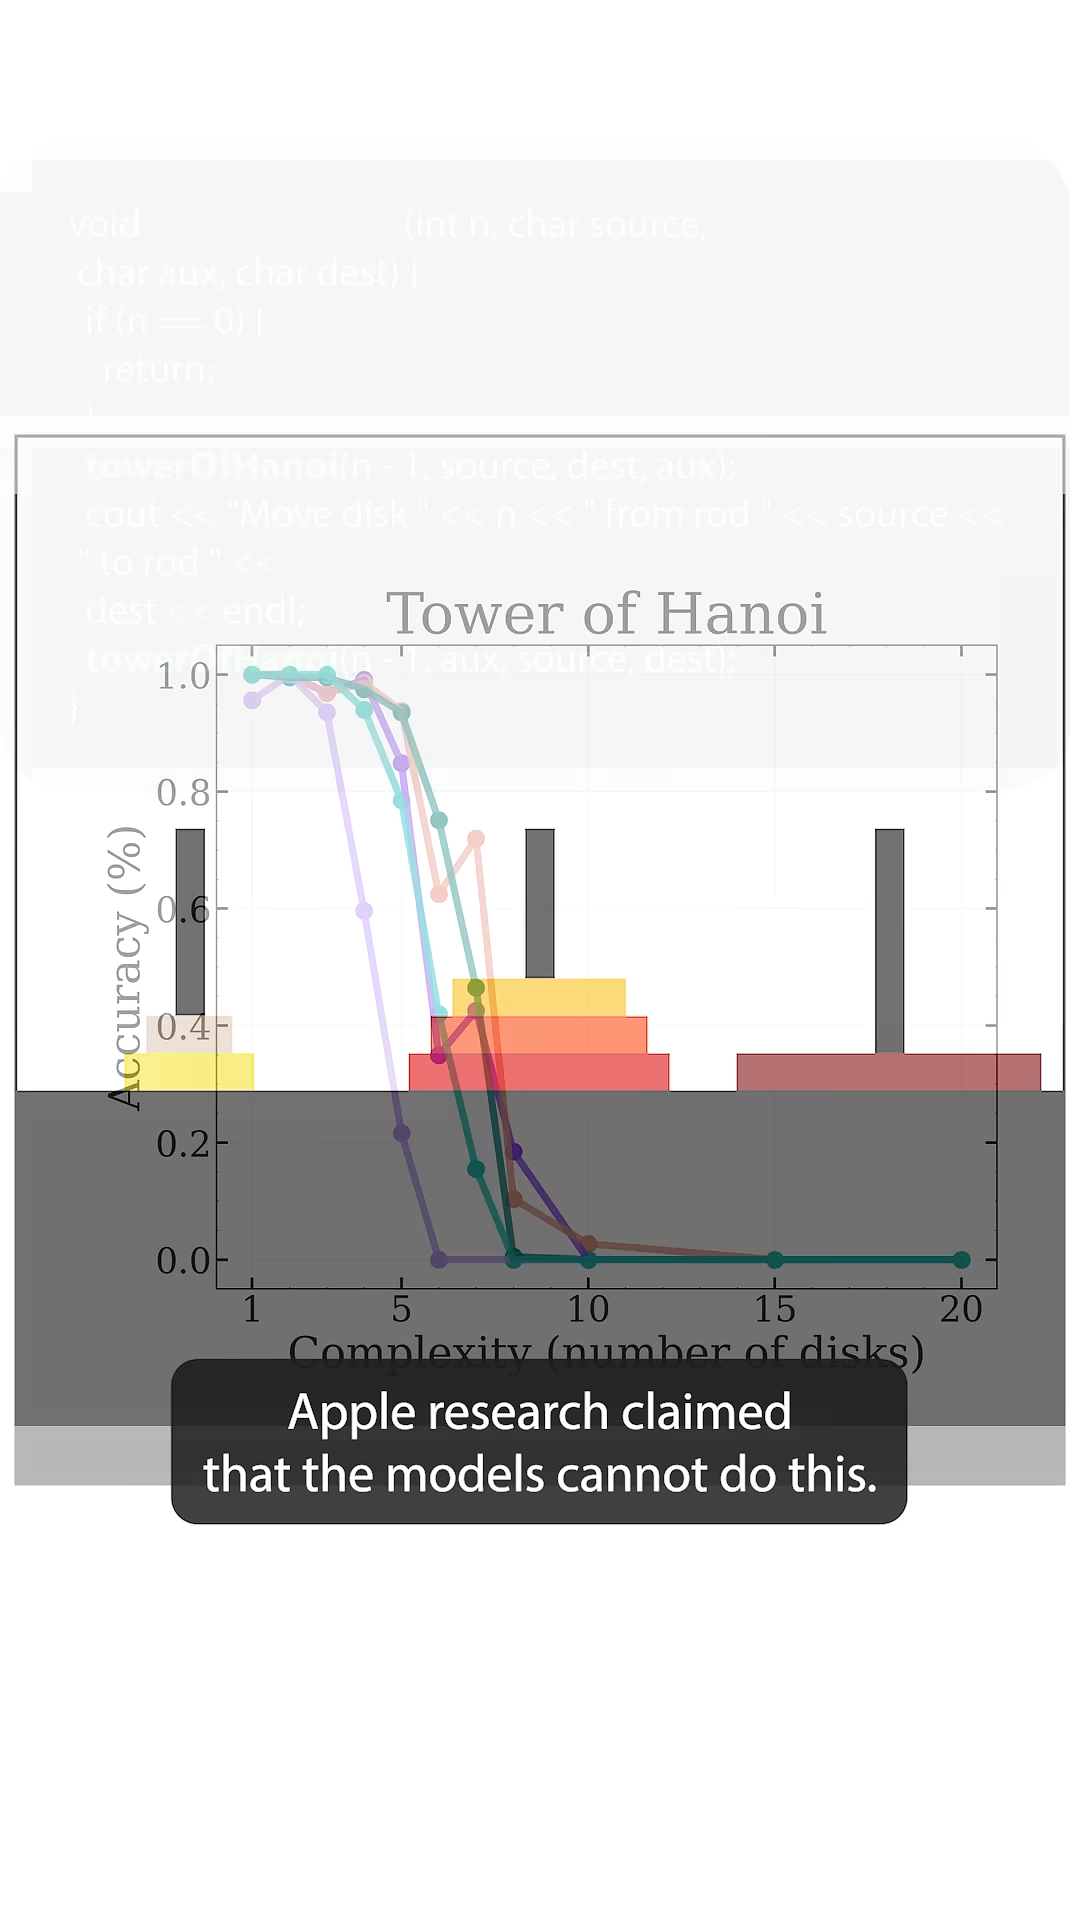 void (int n, char source,
char aux, char dest) {
if (n == 0) {
return;
}
towerOfHanoi(n - 1, source, dest, aux);
cout << "Move disk " << n << " from rod " << source <<
" to rod " <<
dest << endl;
towerOfHanoi(n - 1, aux, source, dest);
}
Tower of Hanoi
1.0
0.8
0.6
0.4
0.2
0.0
Accuracy (%)
1 5 10 15 20
Complexity (number of disks)
Apple research claimed
that the models cannot do this.